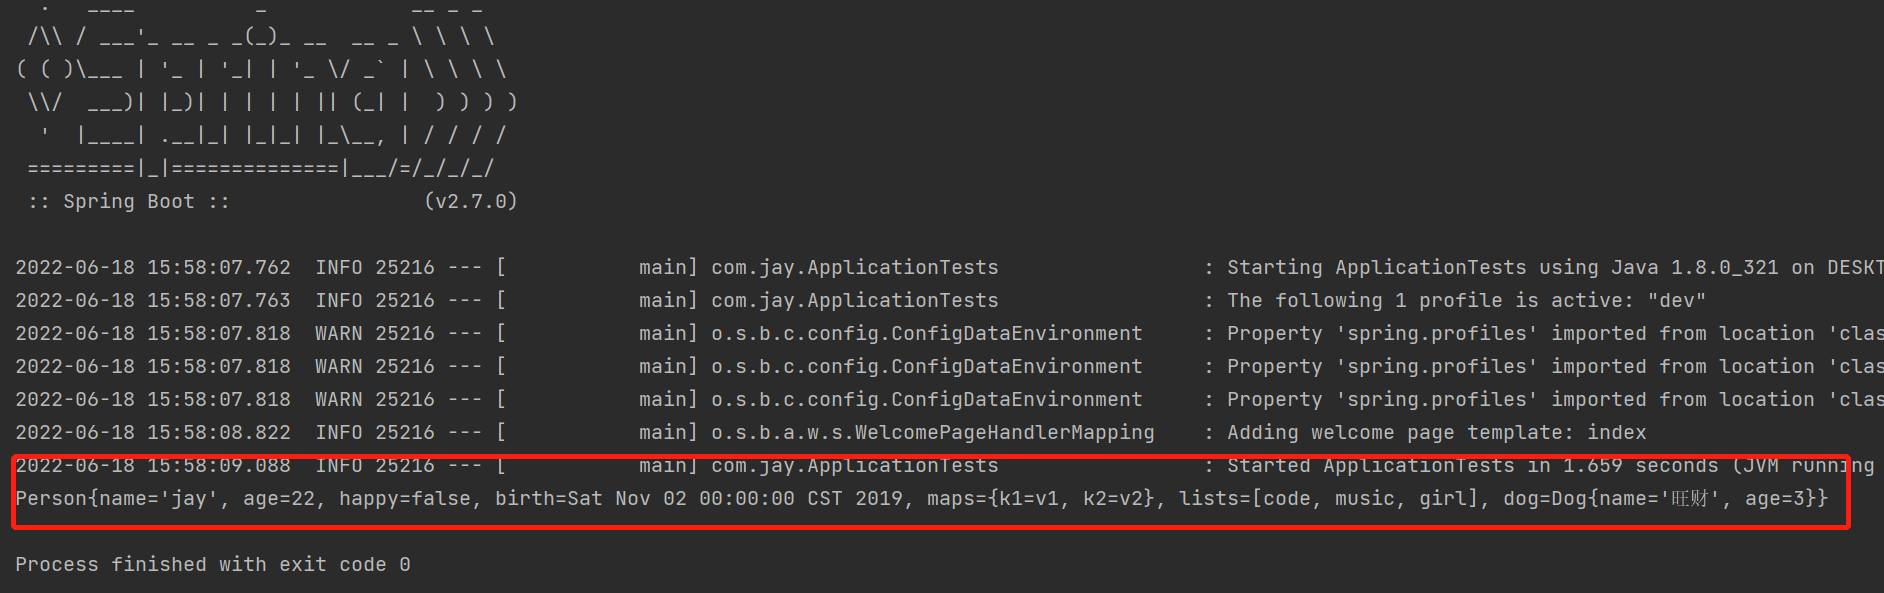 .   ____          _            __ _ _
 /\\ / ___'_ __ _ _(_)_ __  __ _ \ \ \ \
( ( )\___ | '_ | '_| | '_ \/ _` | \ \ \ \
 \\/  ___)| |_)| | | | | || (_| |  ) ) ) )
  '  |____| .__|_| |_|_| |_\__, | / / / /
 =========|_|==============|___/=/_/_/_/
 :: Spring Boot ::                (v2.7.0)
2022-06-18 15:58:07.762  INFO 25216 --- [           main] com.jay.ApplicationTests                 : Starting ApplicationTests using Java 1.8.0_321 on DESKT
2022-06-18 15:58:07.763  INFO 25216 --- [           main] com.jay.ApplicationTests                 : The following 1 profile is active: "dev"
2022-06-18 15:58:07.818  WARN 25216 --- [           main] o.s.b.c.config.ConfigDataEnvironment     : Property 'spring.profiles' imported from location 'clas
2022-06-18 15:58:07.818  WARN 25216 --- [           main] o.s.b.c.config.ConfigDataEnvironment     : Property 'spring.profiles' imported from location 'clas
2022-06-18 15:58:07.818  WARN 25216 --- [           main] o.s.b.c.config.ConfigDataEnvironment     : Property 'spring.profiles' imported from location 'clas
2022-06-18 15:58:08.822  INFO 25216 --- [           main] o.s.b.a.w.s.WelcomePageHandlerMapping    : Adding welcome page template: index
2022-06-18 15:58:09.088  INFO 25216 --- [           main] com.jay.ApplicationTests                 : Started ApplicationTests in 1.659 seconds (JVM running
Person{name='jay', age=22, happy=false, birth=Sat Nov 02 00:00:00 CST 2019, maps={k1=v1, k2=v2}, lists=[code, music, girl], dog=Dog{name='旺财', age=3}}
Process finished with exit code 0